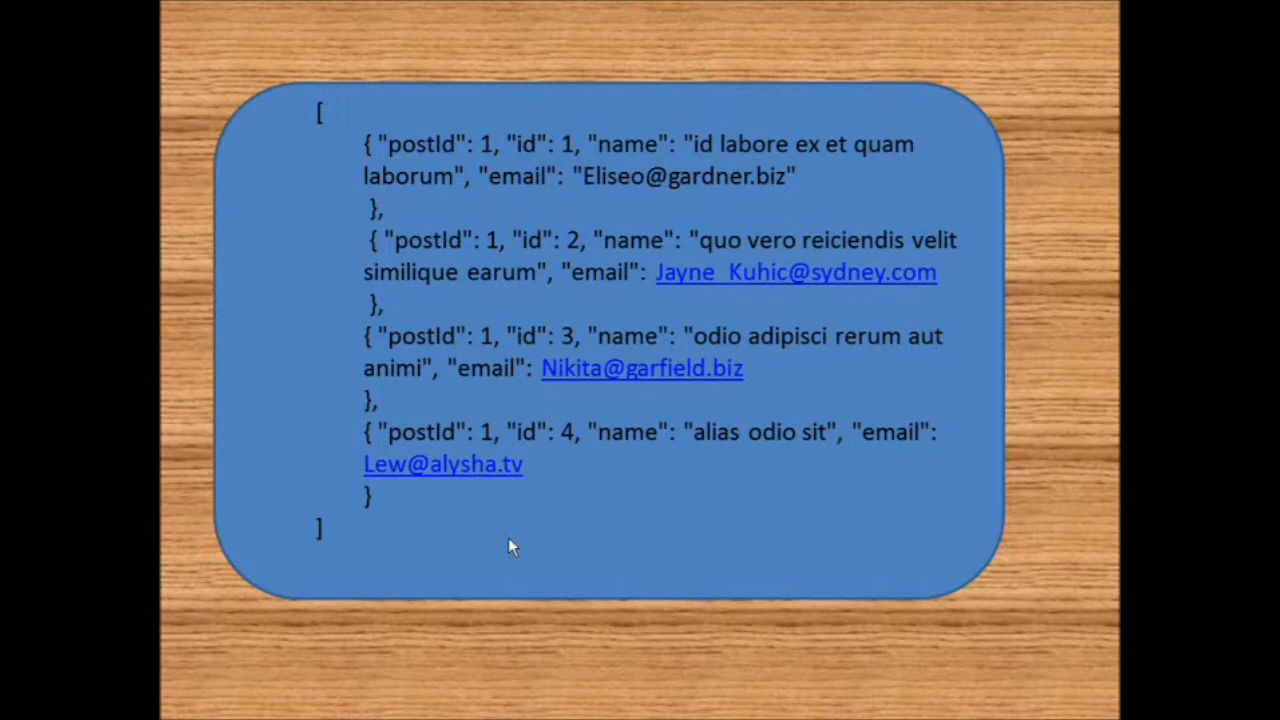 [
{ "postId": 1, "id": 1, "name": "id labore ex et quam
laborum", "email": "Eliseo@gardner.biz"
},
{ "postId": 1, "id": 2, "name": "quo vero reiciendis velit
similique earum", "email": Jayne_Kuhic@sydney.com
},
{ "postId": 1, "id": 3, "name": "odio adipisci rerum aut
animi", "email": Nikita@garfield.biz
},
{ "postId": 1, "id": 4, "name": "alias odio sit", "email":
Lew@alysha.tv
}
]